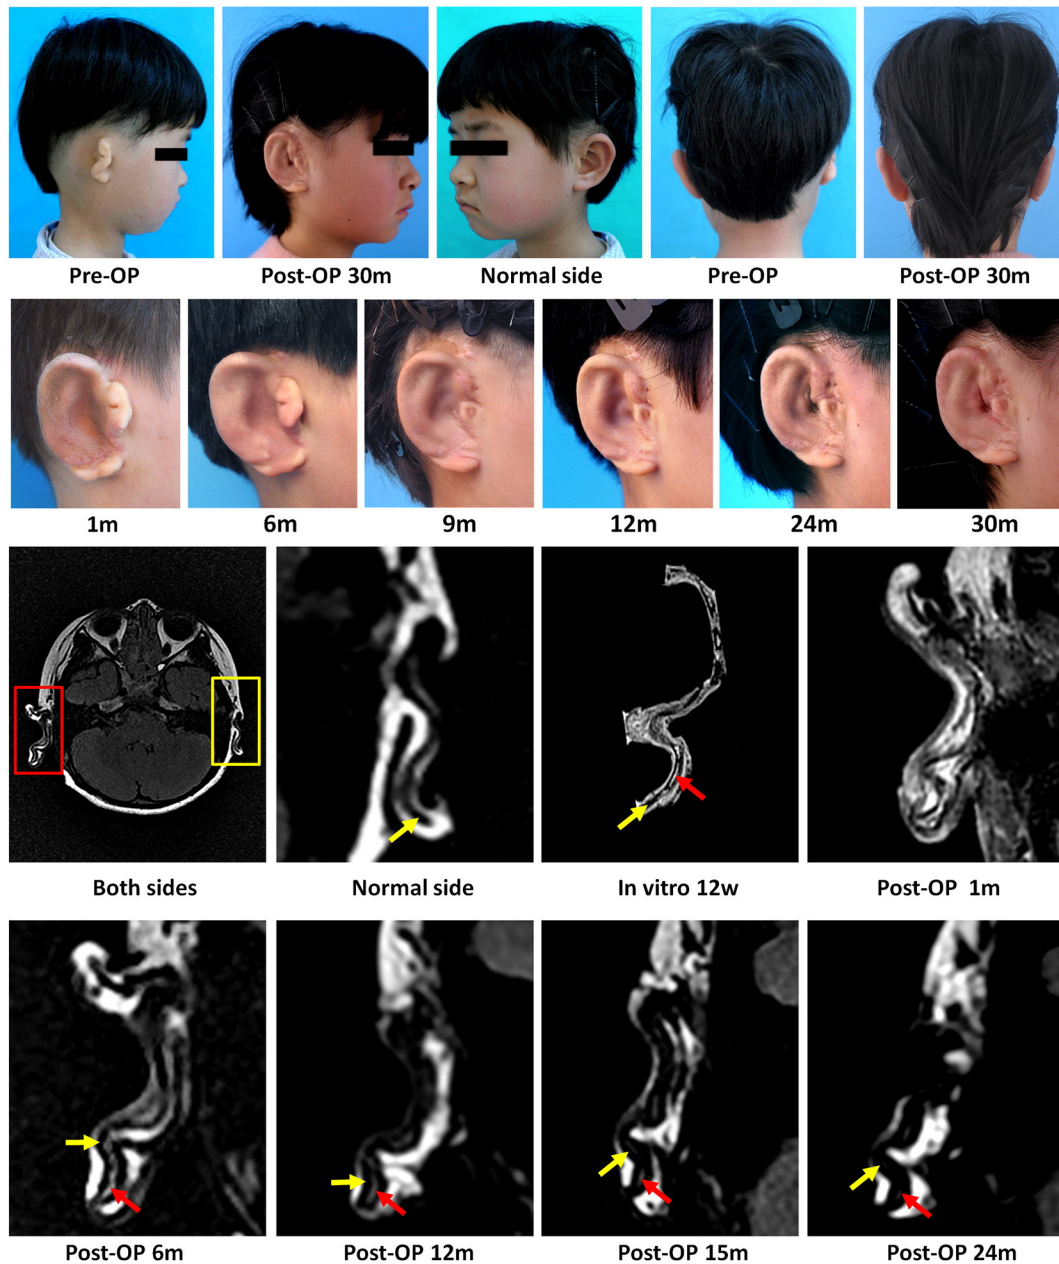 Pre-OP
Post-OP 30m
Normal side
Pre-OP
Post-OP 30m
1m
6m
9m
12m
24m
30m
Both sides
Normal side
In vitro 12w
Post-OP 1m
Post-OP 6m
Post-OP 12m
Post-OP 15m
Post-OP 24m